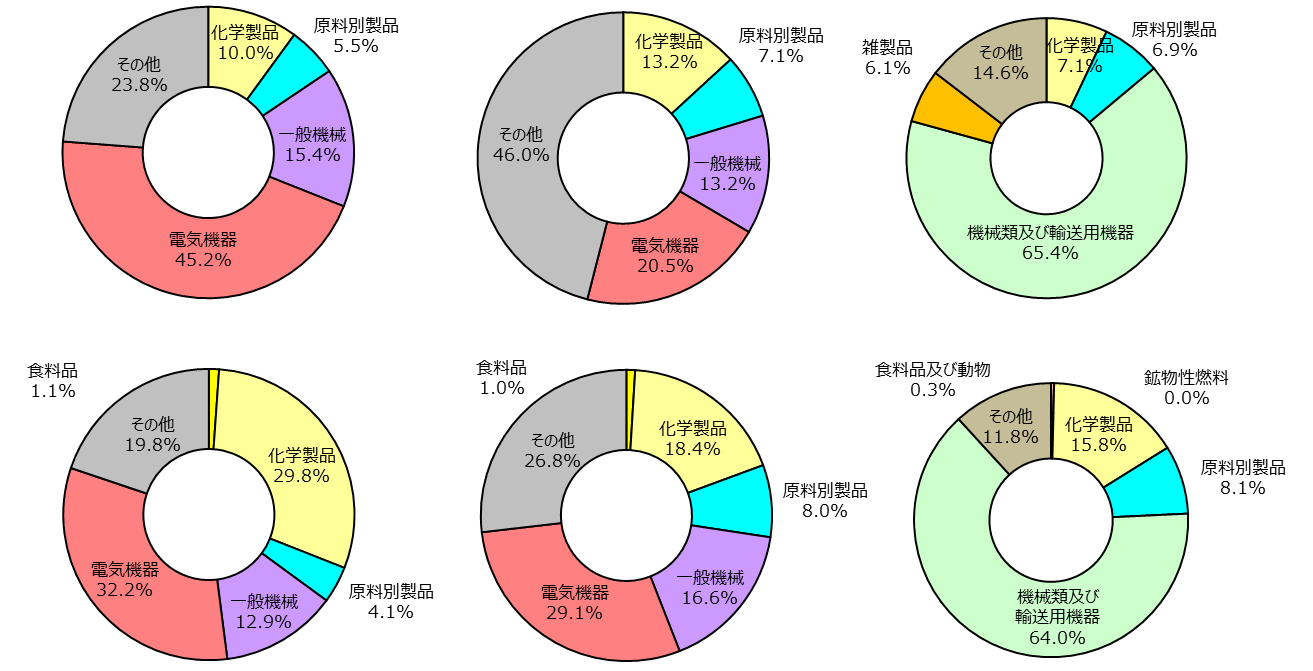 化学製品
10.0%
原料別製品
5.5%
一般機械
15.4%
電気機器
45.2%
その他
23.8%
化学製品
13.2%
原料別製品
7.1%
一般機械
13.2%
電気機器
20.5%
その他
46.0%
化学製品
7.1%
原料別製品
6.9%
機械類及び輸送用機器
65.4%
雑製品
6.1%
その他
14.6%
食料品
1.1%
化学製品
29.8%
原料別製品
4.1%
一般機械
12.9%
電気機器
32.2%
その他
19.8%
食料品
1.0%
化学製品
18.4%
原料別製品
8.0%
一般機械
16.6%
電気機器
29.1%
その他
26.8%
食料品及び動物
0.3%
鉱物性燃料
0.0%
化学製品
15.8%
原料別製品
8.1%
機械類及び
輸送用機器
64.0%
その他
11.8%